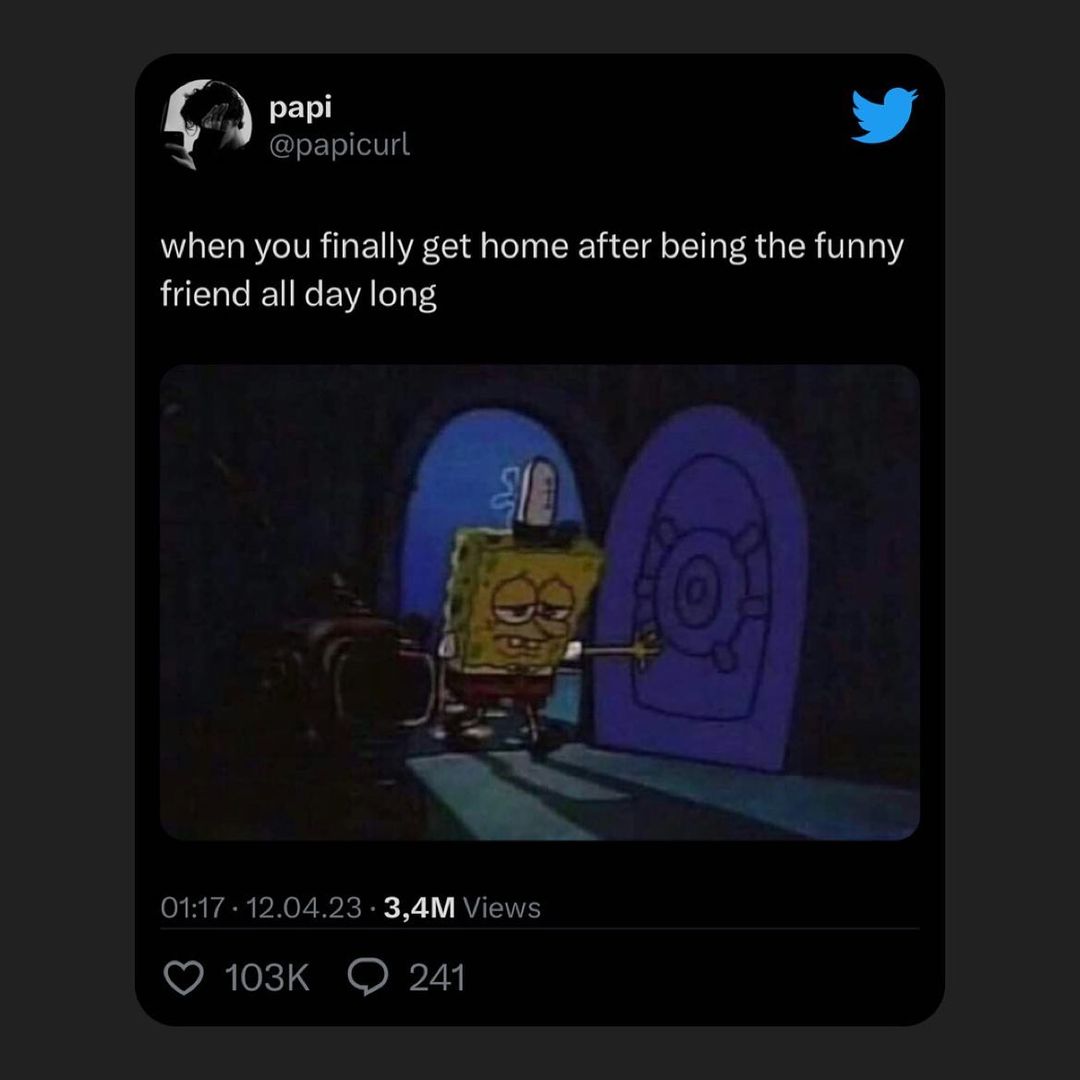 papi
@papicurl
when you finally get home after being the funny
friend all day long
01:17 · 12.04.23 · 3,4M Views
103K 241